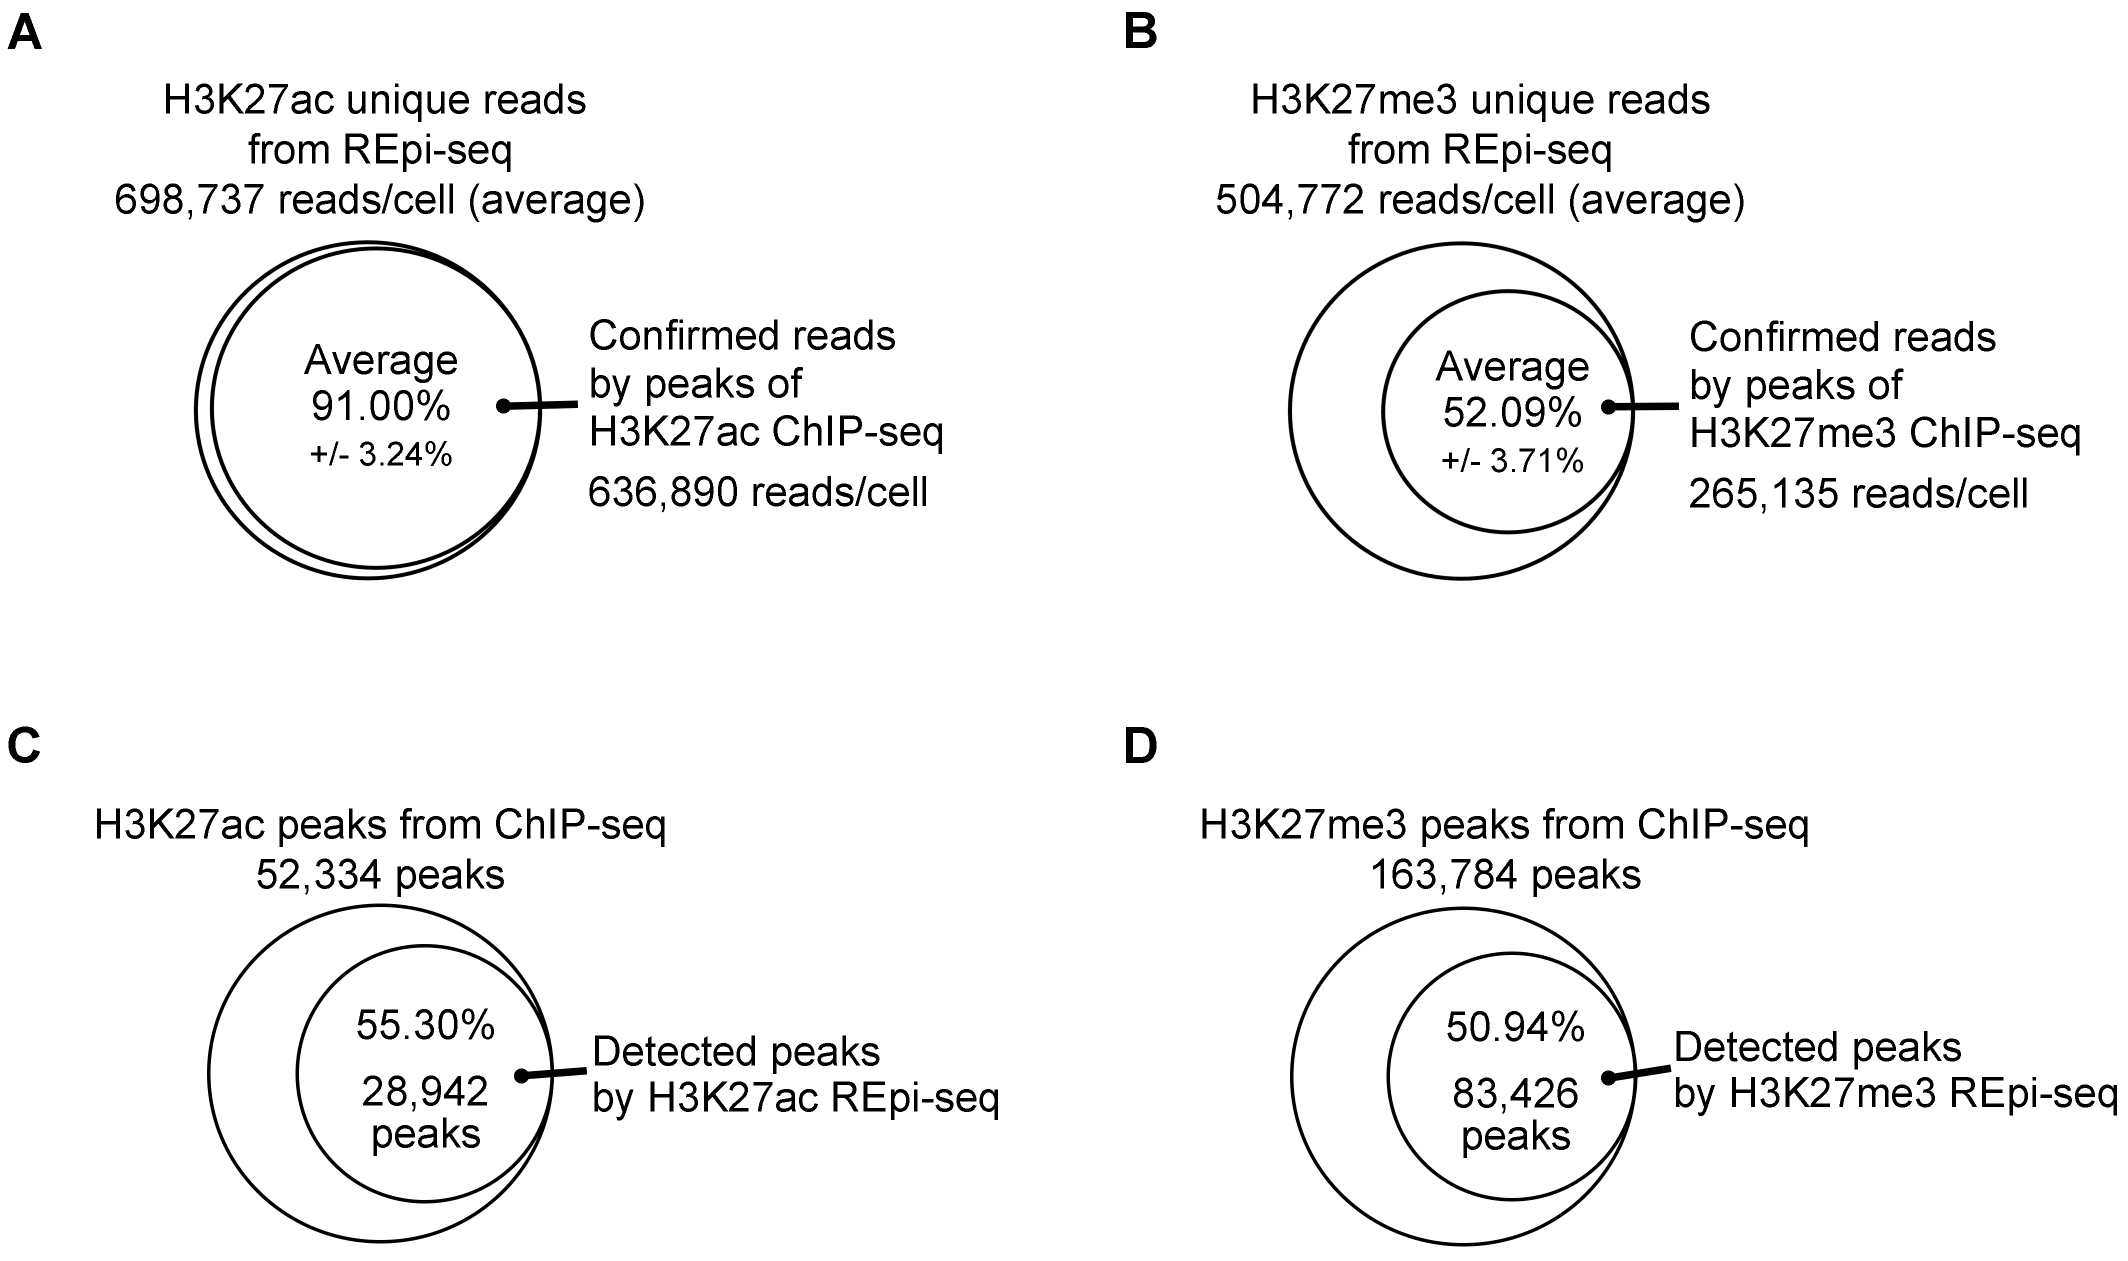 A
H3K27ac unique reads
from REpi-seq
698,737 reads/cell (average)
Average
91.00%
+/- 3.24%
Confirmed reads
by peaks of
H3K27ac ChIP-seq
636,890 reads/cell
B
H3K27me3 unique reads
from REpi-seq
504,772 reads/cell (average)
Average
52.09%
+/- 3.71%
Confirmed reads
by peaks of
H3K27me3 ChIP-seq
265,135 reads/cell
C
H3K27ac peaks from ChIP-seq
52,334 peaks
55.30%
28,942
peaks
Detected peaks
by H3K27ac REpi-seq
D
H3K27me3 peaks from ChIP-seq
163,784 peaks
50.94%
83,426
peaks
Detected peaks
by H3K27me3 REpi-seq